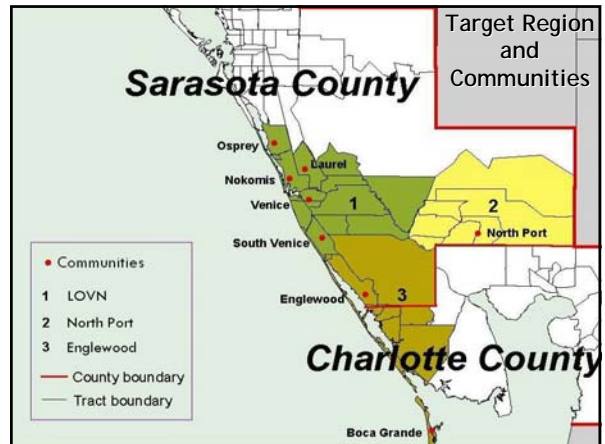 Target Region
and
Communities
Sarasota County
Osprey
Laurel
Nokomis
1
2
Venice
North Port
South Venice
Englewood
3
Charlotte County
Boca Grande
Communities
1 LOVN
2 North Port
3 Englewood
County boundary
Tract boundary